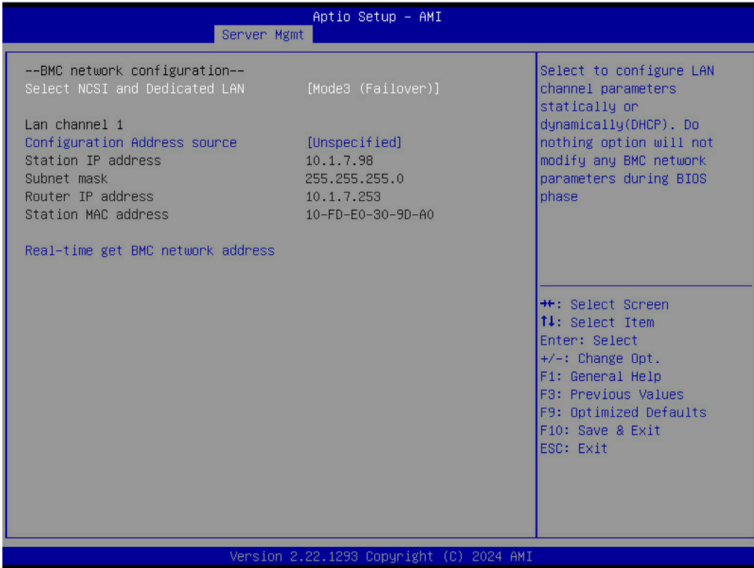 Aptio Setup - AMI
Server Mgmt
--BMC network configuration--
Select NCSI and Dedicated LAN [Mode3 (Failover)]
Lan channel 1
Configuration Address source [Unspecified]
Station IP address 10.1.7.98
Subnet mask 255.255.255.0
Router IP address 10.1.7.253
Station MAC address 10-FD-E0-30-9D-A0
Real-time get BMC network address
Select to configure LAN
channel parameters
statically or
dynamically(DHCP). Do
nothing option will not
modify any BMC network
parameters during BIOS
phase
→←: Select Screen
↑↓: Select Item
Enter: Select
+/-: Change Opt.
F1: General Help
F3: Previous Values
F9: Optimized Defaults
F10: Save & Exit
ESC: Exit
Version 2.22.1293 Copyright (C) 2024 AMI